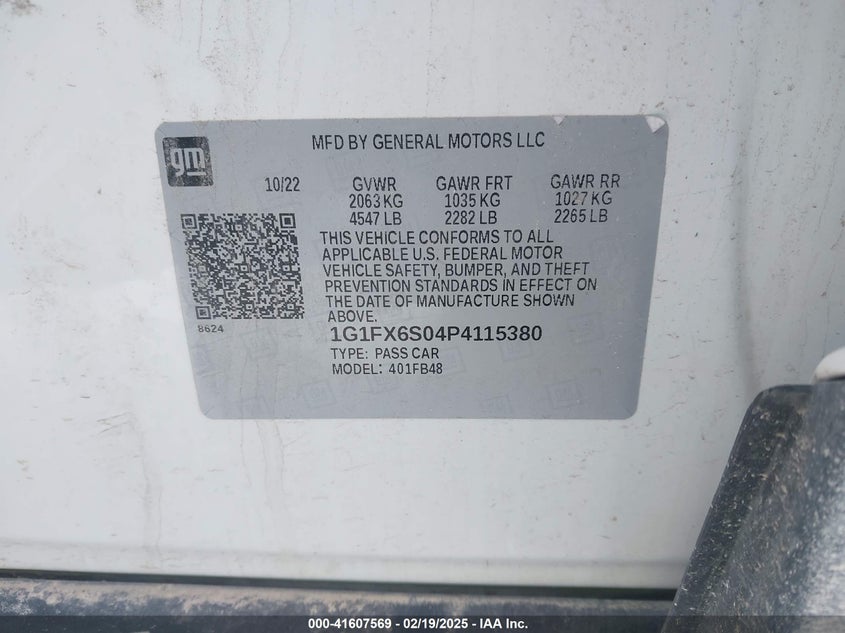 gm
MFD BY GENERAL MOTORS LLC
10/22 GVWR GAWR FRT GAWR RR
2063 KG 1035 KG 1027 KG
4547 LB 2282 LB 2265 LB
THIS VEHICLE CONFORMS TO ALL
APPLICABLE U.S. FEDERAL MOTOR
VEHICLE SAFETY, BUMPER, AND THEFT
PREVENTION STANDARDS IN EFFECT ON
THE DATE OF MANUFACTURE SHOWN
ABOVE.
8624
1G1FX6S04P4115380
TYPE: PASS CAR
MODEL: 401FB48
000-41607569 - 02/19/2025 - IAA Inc.